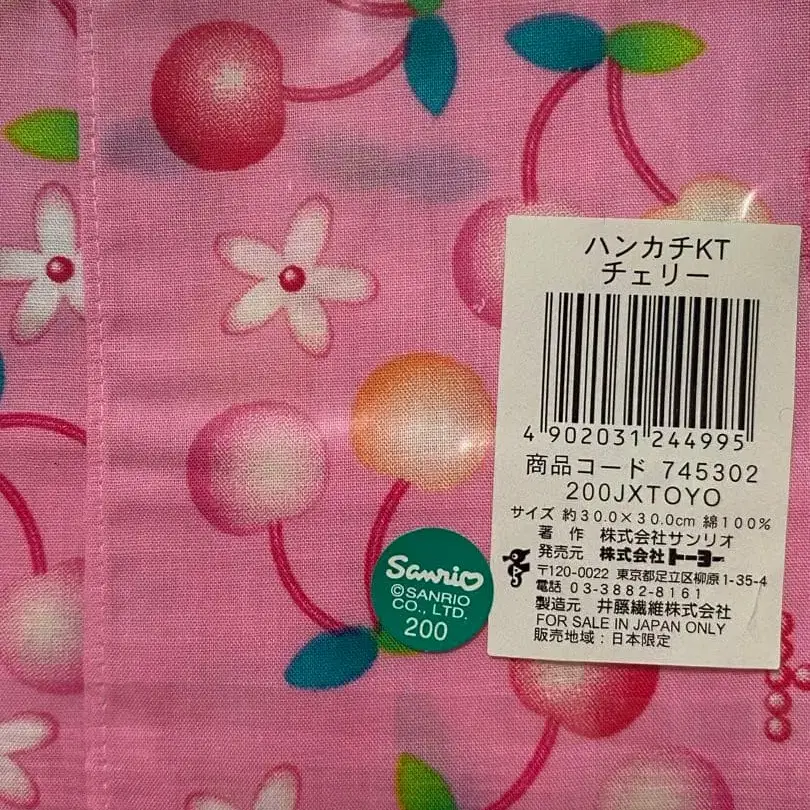 ハンカチKT
チェリー
4 902031 244995
商品コード 745302
200JXTOYO
サイズ 約30.0×30.0cm 綿100%
著 作 株式会社サンリオ
発売元 株式会社トーヨー
〒120-0022 東京都足立区柳原1-35-4
電話 03-3882-8161
製造元 井藤繊維株式会社
FOR SALE IN JAPAN ONLY
販売地域：日本限定
Sanrio
©SANRIO
CO., LTD.
200